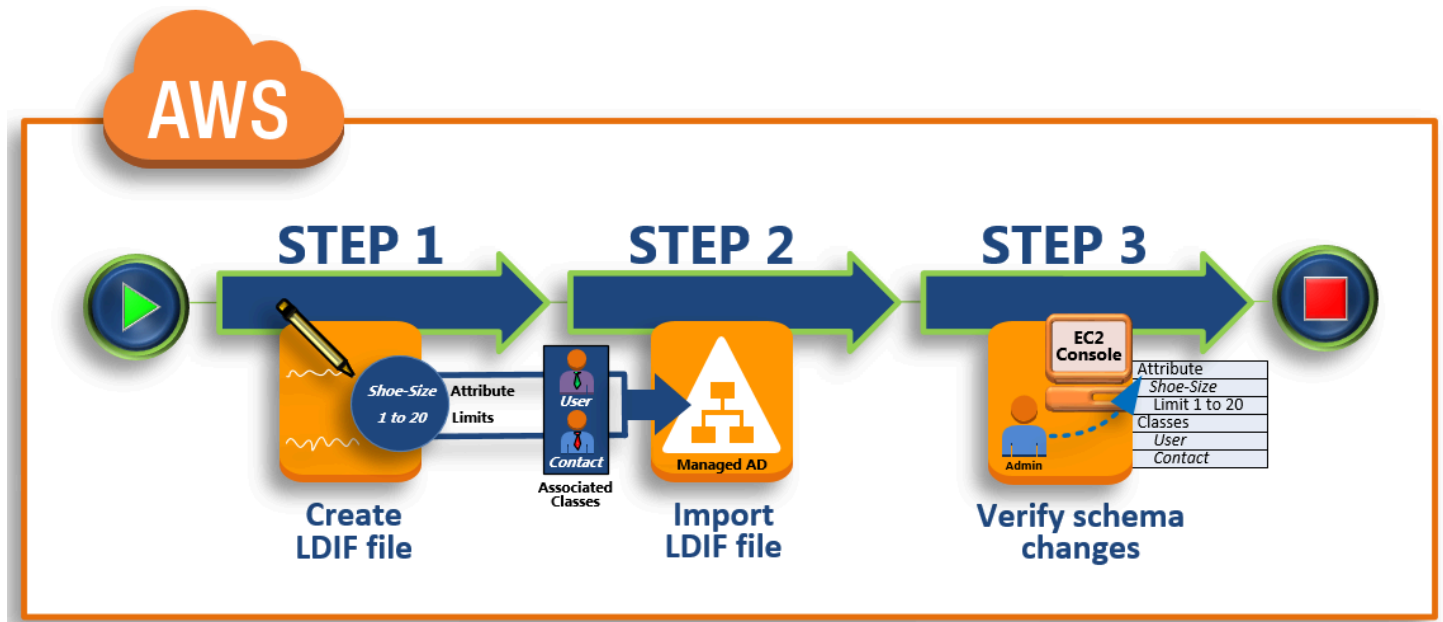 AWS
STEP 1
STEP 2
STEP 3
Shoe-Size
1 to 20
Attribute
Limits
User
Contact
Associated
Classes
Managed AD
EC2
Console
Admin
Attribute
Shoe-Size
Limit 1 to 20
Classes
User
Contact
Create
LDIF file
Import
LDIF file
Verify schema
changes